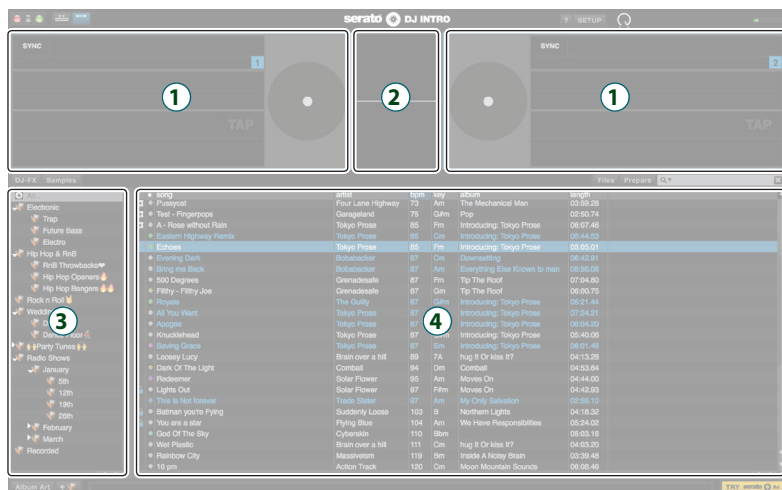 serato DJ INTRO
? SETUP
SYNC
1
TAP
1
2
SYNC
2
TAP
1
DJ-FX Samples
Files Prepare
All
Electronic
Trap
Future Bass
Electro
Hip Hop & RnB
RnB Throwbacks❤
Hip Hop Openers🔥
Hip Hop Bangers🔥🔥
Rock n Roll🤘
Weddin
D
Dance Floor💃
🙌Party Tunes🙌
Radio Shows
January
5th
12th
19th
26th
February
March
Recorded
3
song artist bpm key album length
Pussycat Four Lane Highway 73 Am The Mechanical Man 03:59.28
Test - Fingerpops Garageland 75 G#m Pop 02:50.74
A - Rose without Rain Tokyo Prose 85 Fm Introducing: Tokyo Prose 06:07.46
Eastern Highway Remix Tokyo Prose 85 Cm Introducing: Tokyo Prose 05:44.53
Echoes Tokyo Prose 85 Fm Introducing: Tokyo Prose 05:05.01
Evening Dark Bobabacker 87 Cm Downsetting 06:42.91
Bring me Back Bobabacker 87 Am Everything Else Known to man 06:56.08
500 Degrees Grenadesafe 87 Fm Tip The Roof 07:04.80
Filthy - Filthy Joe Grenadesafe 87 Gm Tip The Roof 06:00.75
Royale The Guilty 87 G#m Introducing: Tokyo Prose 05:21.44
All You Want Tokyo Prose 87 Introducing: Tokyo Prose 07:24.21
Apogee Tokyo Prose 87 Introducing: Tokyo Prose 06:04.20
Knucklehead Tokyo Prose 87 Introducing: Tokyo Prose 05:40.06
Saving Grace Tokyo Prose 87 Em Introducing: Tokyo Prose 06:01.46
Loosey Lucy Brain over a hill 89 7A hug It Or kiss It? 04:13.28
Dark Of The Light Comball 94 Dm Comball 04:53.64
Redeemer Solar Flower 95 Am Moves On 04:44.00
Lights Out Solar Flower 97 F#m Moves On 04:42.93
This Is Not forever Trade Slater 97 Am My Only Salvation 02:59.10
Batman you're Fying Suddenly Loose 103 B Northern Lights 04:18.32
You are a star Flying Blue 104 Am We Have Responsibilities 05:24.02
God Of The Sky Cyberskin 110 Bbm 05:03.16
Wet Plastic Brain over a hill 111 Cm hug It Or kiss It? 04:03.20
Rainbow City Massiveism 119 Bm Inside A Noisy Brain 03:39.48
10 pm Action Track 120 Cm Moon Mountain Sounds 06:08.46
4
Album Art
TRY serato DJ